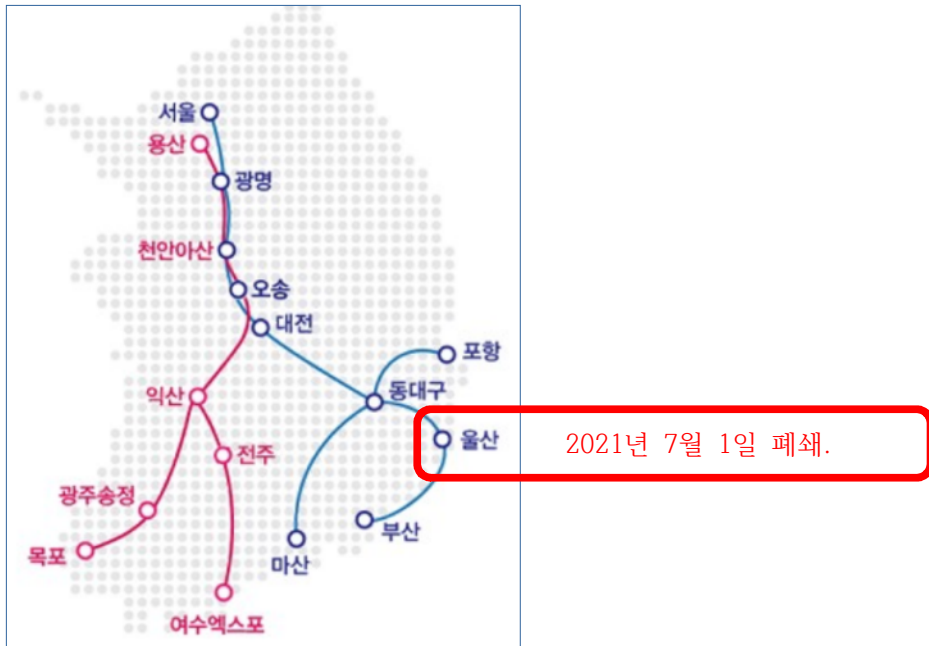 서울
용산
광명
천안아산
오송
대전
포항
동대구
익산
울산
2021년 7월 1일 폐쇄.
전주
광주송정
부산
목포
마산
여수엑스포